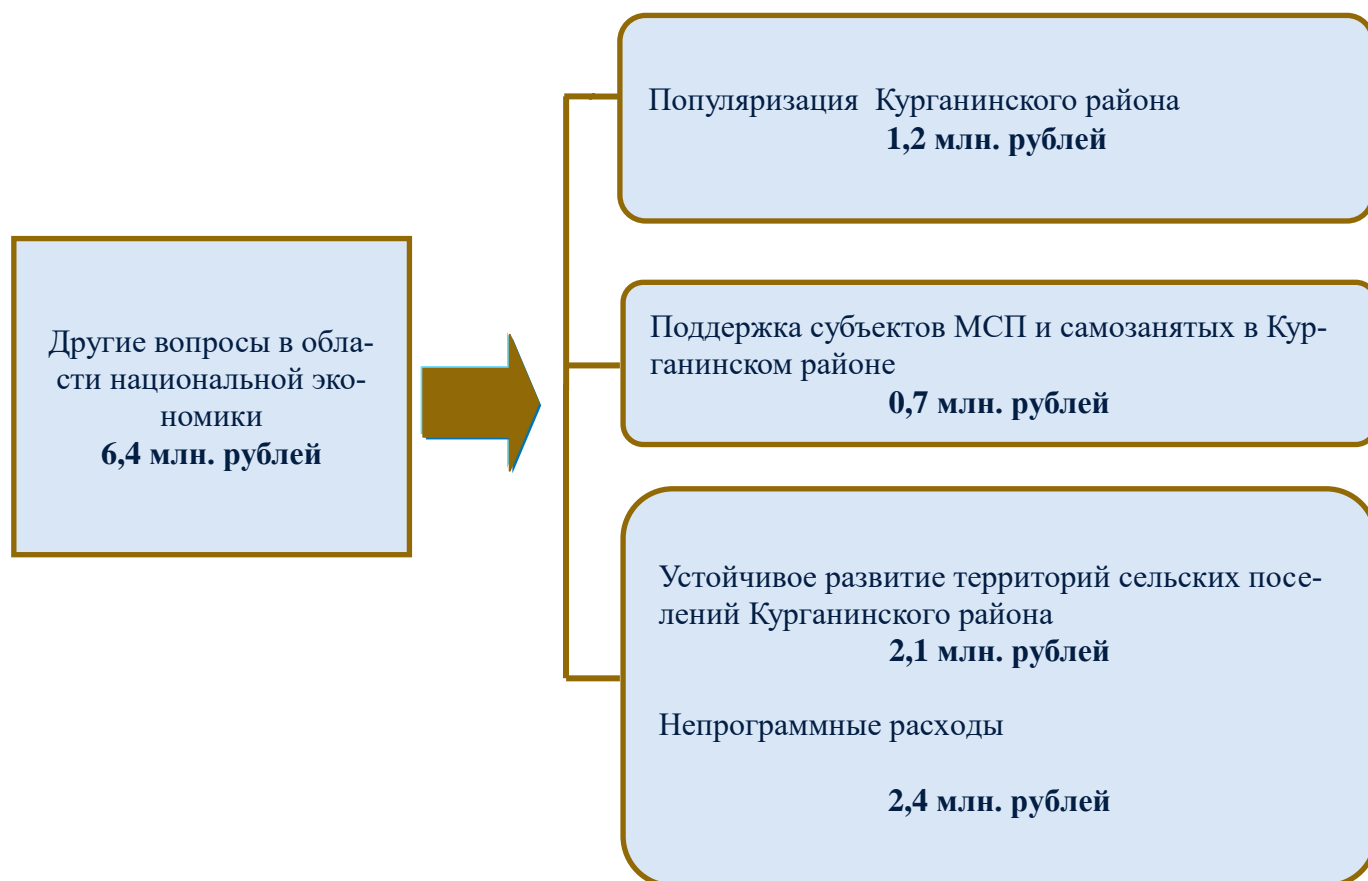 Другие вопросы в обла-
сти национальной эко-
номики
6,4 млн. рублей
Популяризация  Курганинского района
1,2 млн. рублей
Поддержка субъектов МСП и самозанятых в Кур-
ганинском районе
0,7 млн. рублей
Устойчивое развитие территорий сельских посе-
лений Курганинского района
2,1 млн. рублей
Непрограммные расходы
2,4 млн. рублей